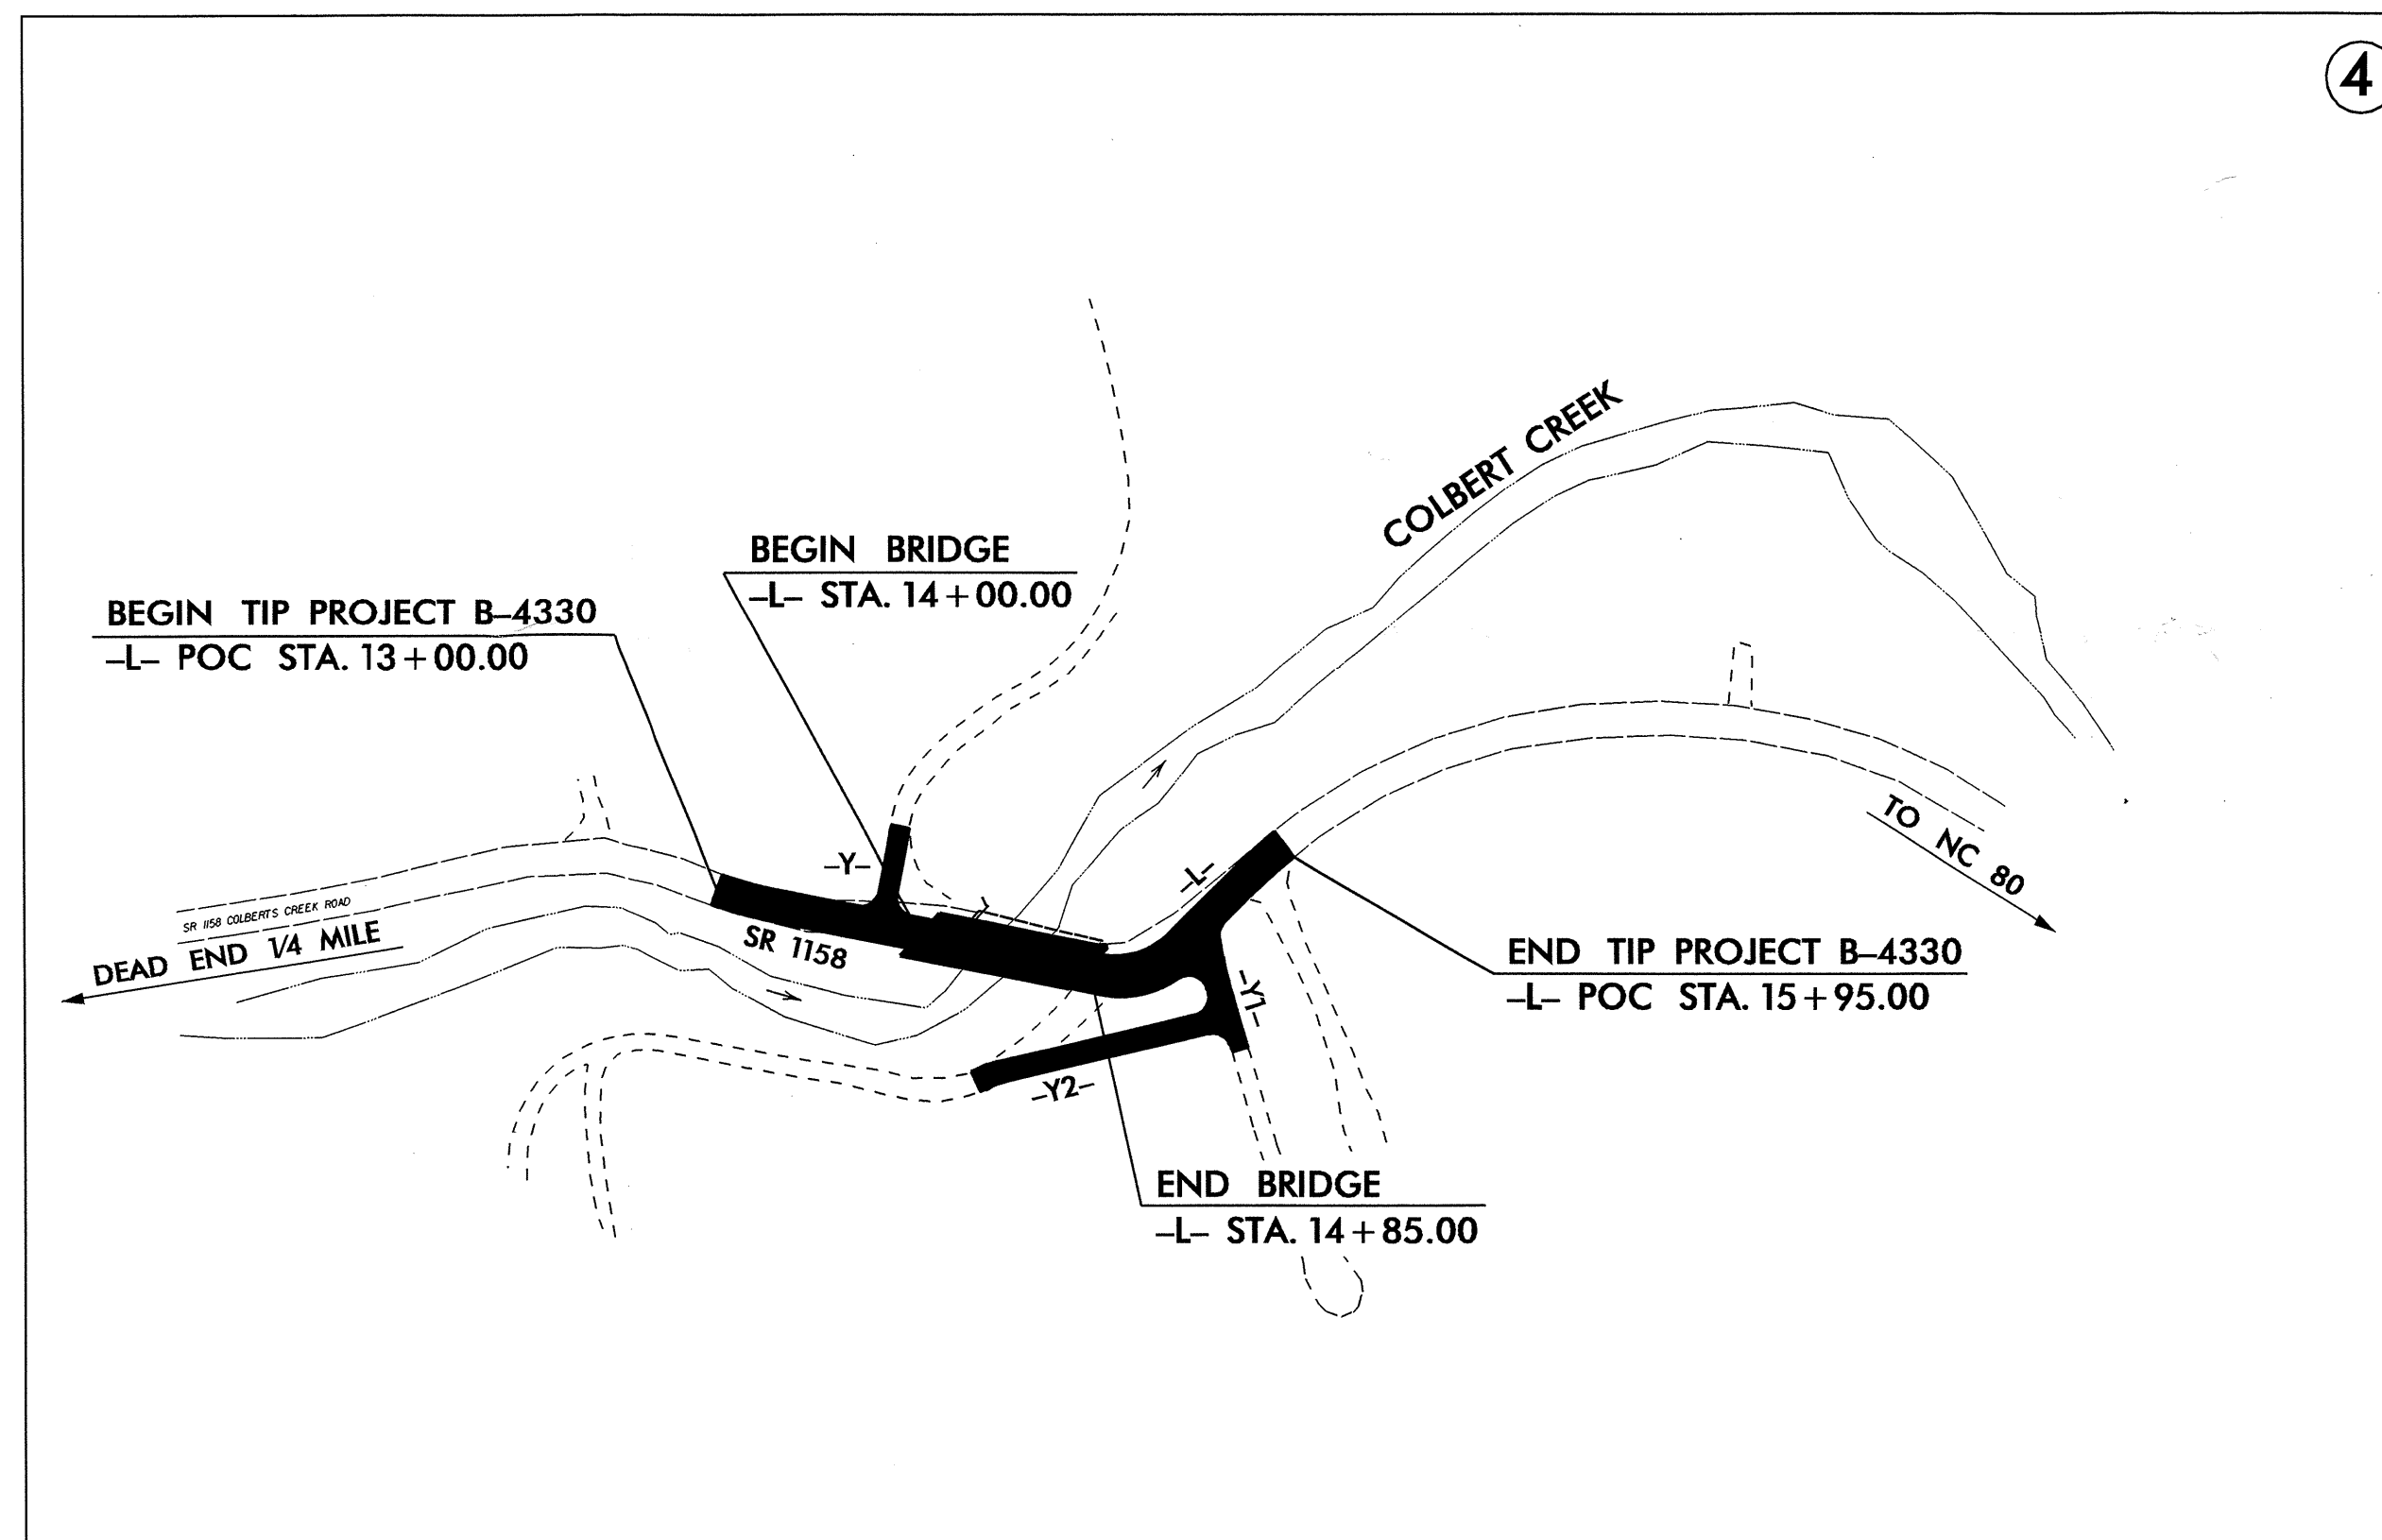 4
COLBERT CREEK
BEGIN BRIDGE
-L- STA. 14+00.00
BEGIN TIP PROJECT B-4330
-L- POC STA. 13+00.00
TO NC 80
-Y-
-L-
SR 1158 COLBERTS CREEK ROAD
DEAD END 1/4 MILE
SR 1158
-Y1-
END TIP PROJECT B-4330
-L- POC STA. 15+95.00
-Y2-
END BRIDGE
-L- STA. 14+85.00